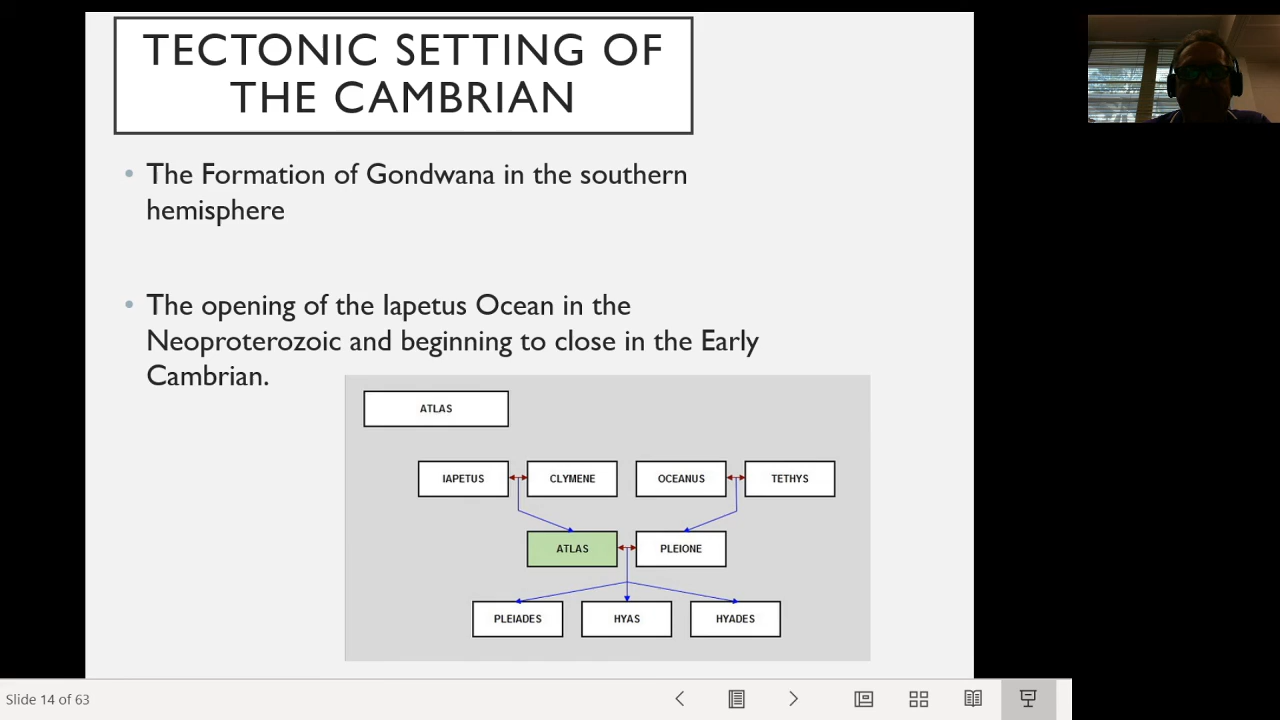 TECTONIC SETTING OF
THE CAMBRIAN
• The Formation of Gondwana in the southern
hemisphere
• The opening of the Iapetus Ocean in the
Neoproterozoic and beginning to close in the Early
Cambrian.
ATLAS
IAPETUS
CLYMENE
OCEANUS
TETHYS
ATLAS
PLEIONE
PLEIADES
HYAS
HYADES
Slide 14 of 63